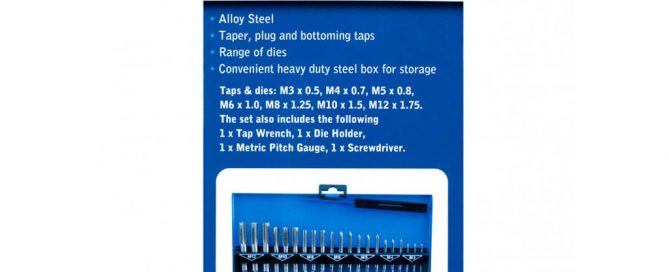 Alloy Steel
Taper, plug and bottoming taps
Range of dies
Convenient heavy duty steel box for storage
Taps & dies: M3 x 0.5, M4 x 0.7, M5 x 0.8,
M6 x 1.0, M8 x 1.25, M10 x 1.5, M12 x 1.75.
The set also includes the following
1 x Tap Wrench, 1 x Die Holder,
1 x Metric Pitch Gauge, 1 x Screwdriver.